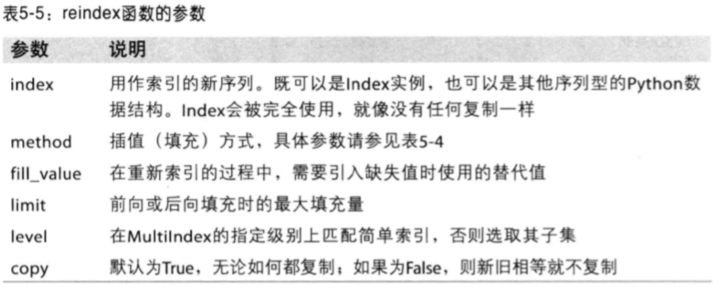 表5-5：reindex函数的参数
参数 说明
index 用作索引的新序列。既可以是Index实例，也可以是其他序列型的Python数
据结构。Index会被完全使用，就像没有任何复制一样
method 插值（填充）方式，具体参数请参见表5-4
fill_value 在重新索引的过程中，需要引入缺失值时使用的替代值
limit 前向或后向填充时的最大填充量
level 在MultiIndex的指定级别上匹配简单索引，否则选取其子集
copy 默认为True，无论如何都复制；如果为False，则新旧相等就不复制